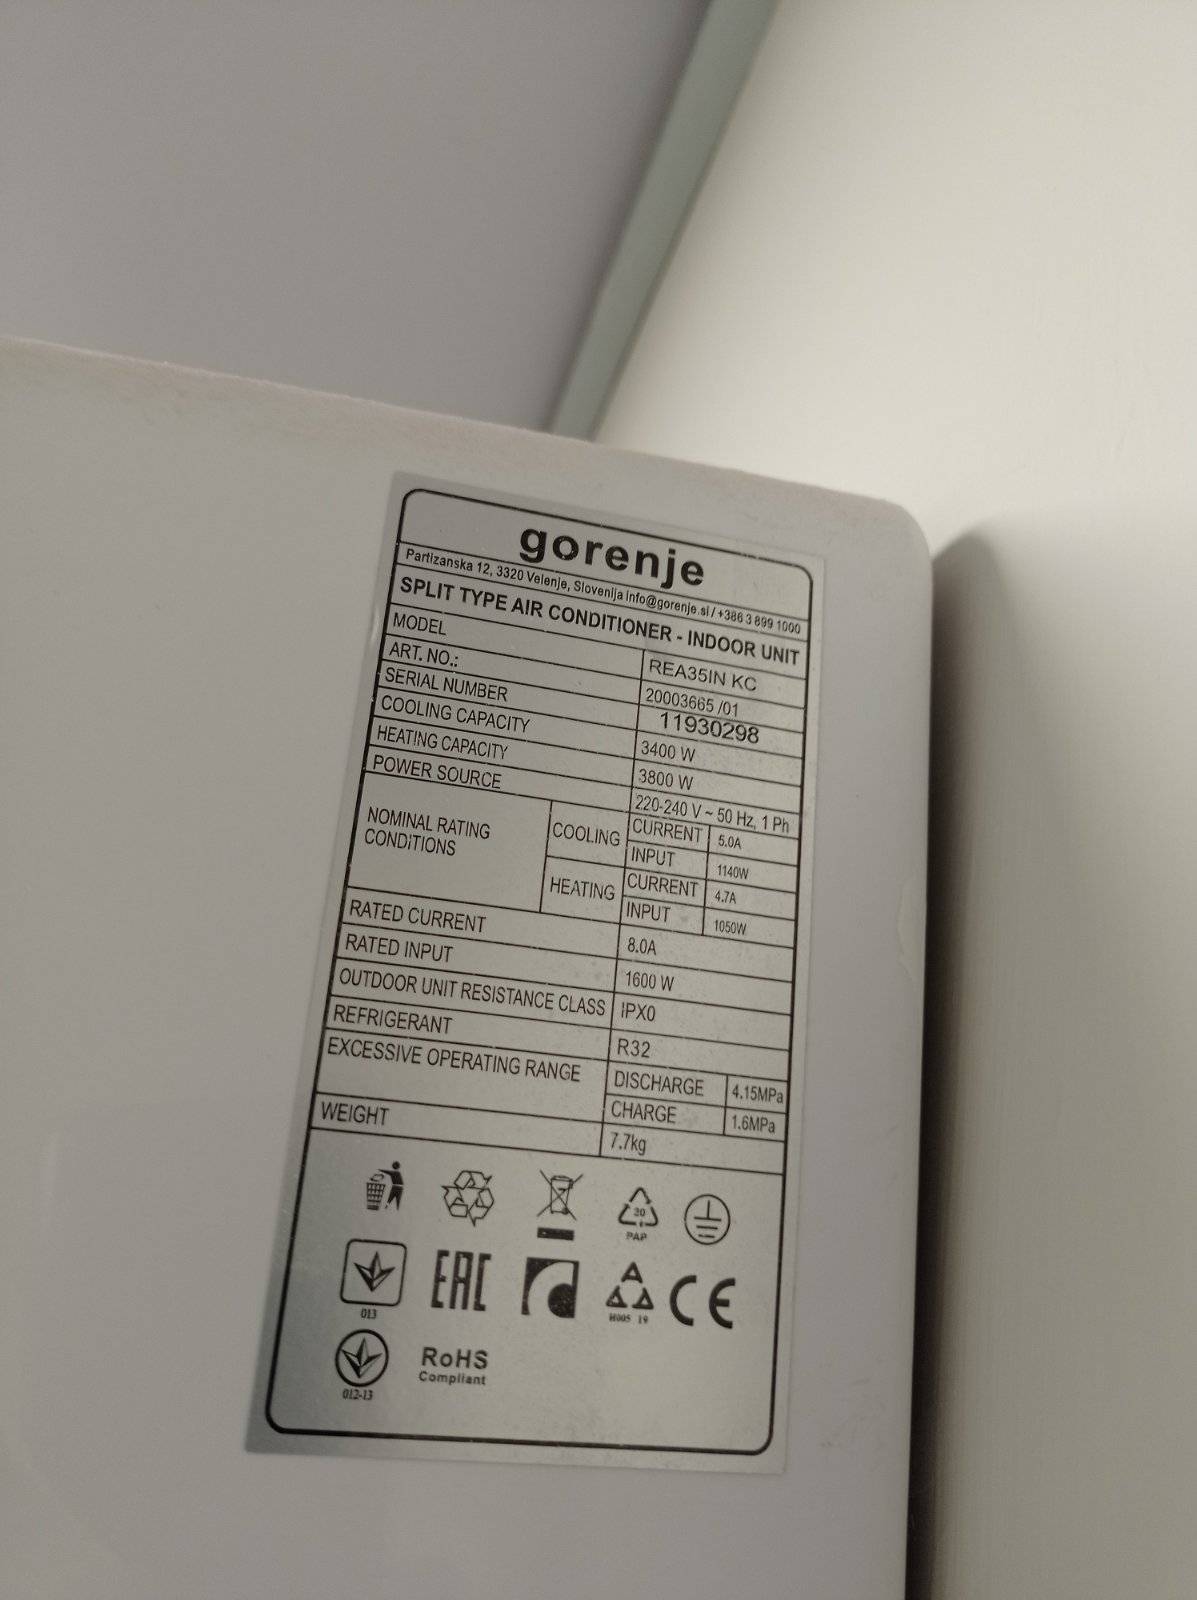 gorenje
Partizanska 12, 3320 Velenje, Slovenija info@gorenje.si / +386 3 899 1000
SPLIT TYPE AIR CONDITIONER - INDOOR UNIT
MODEL REA35IN KC
ART. NO.: 20003665 /01
SERIAL NUMBER 11930298
COOLING CAPACITY 3400 W
HEATING CAPACITY 3800 W
POWER SOURCE 220-240 V ~ 50 Hz, 1 Ph
NOMINAL RATING CONDITIONS COOLING CURRENT 5.0A
INPUT 1140W
HEATING CURRENT 4.7A
INPUT 1050W
RATED CURRENT 8.0A
RATED INPUT 1600 W
OUTDOOR UNIT RESISTANCE CLASS IPX0
REFRIGERANT R32
EXCESSIVE OPERATING RANGE DISCHARGE 4.15MPa
CHARGE 1.6MPa
WEIGHT 7.7kg
20
PAP
013
EAC
H005 19
CE
012-13
RoHS
Compliant